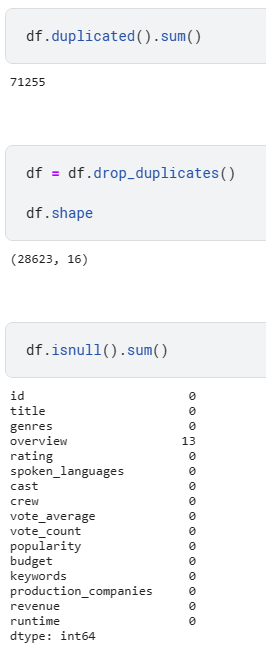 df.duplicated().sum()
71255
df = df.drop_duplicates()
df.shape
(28623, 16)
df.isnull().sum()
id 0
title 0
genres 0
overview 13
rating 0
spoken_languages 0
cast 0
crew 0
vote_average 0
vote_count 0
popularity 0
budget 0
keywords 0
production_companies 0
revenue 0
runtime 0
dtype: int64